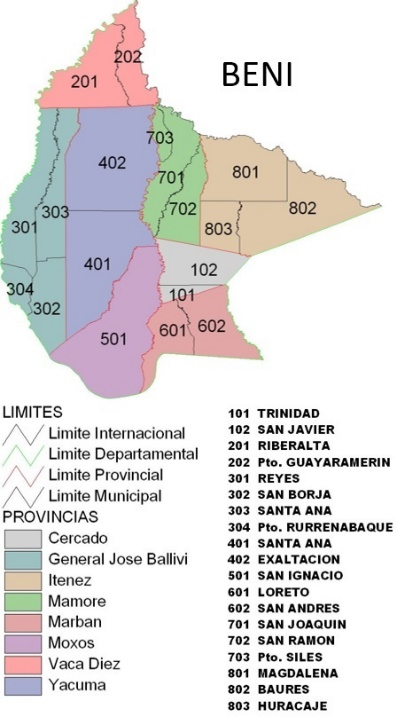 BENI
201
202
703
402
801
701
702
802
303
301
803
401
102
304
101
302
501
601
602
LIMITES
Limite Internacional
Limite Departamental
Limite Provincial
Limite Municipal
PROVINCIAS
Cercado
General Jose Ballivi
Itenez
Mamore
Marban
Moxos
Vaca Diez
Yacuma
101 TRINIDAD
102 SAN JAVIER
201 RIBERALTA
202 Pto. GUAYARAMERIN
301 REYES
302 SAN BORJA
303 SANTA ANA
304 Pto. RURRENABAQUE
401 SANTA ANA
402 EXALTACION
501 SAN IGNACIO
601 LORETO
602 SAN ANDRES
701 SAN JOAQUIN
702 SAN RAMON
703 Pto. SILES
801 MAGDALENA
802 BAURES
803 HURACAJE